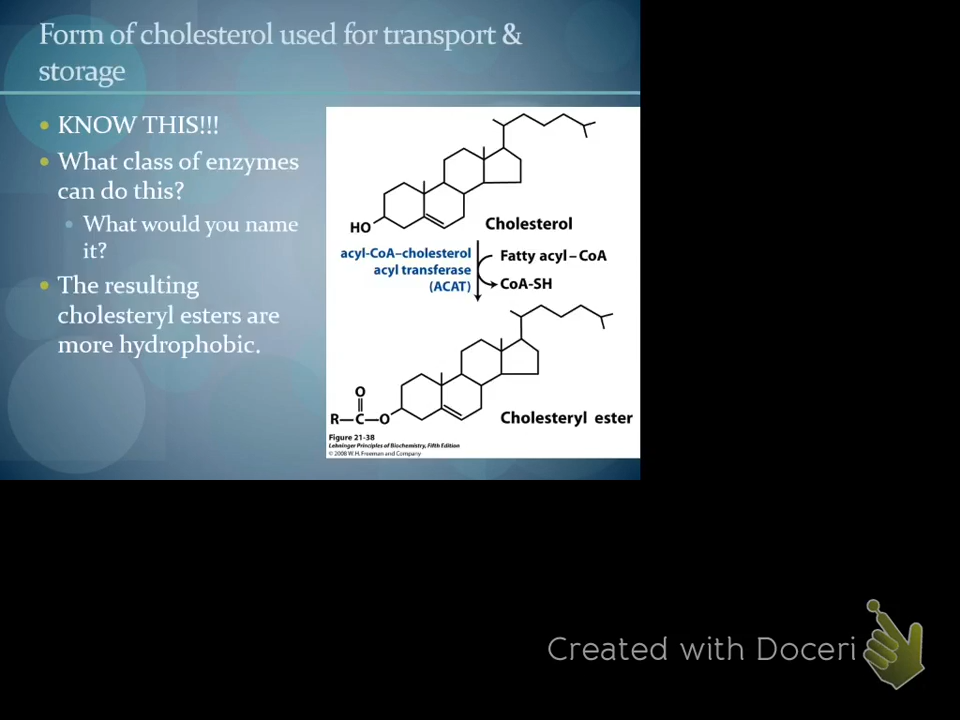 Form of cholesterol used for transport &
storage
• KNOW THIS!!!
• What class of enzymes
can do this?
• What would you name
it?
• The resulting
cholesteryl esters are
more hydrophobic.
HO
Cholesterol
acyl-CoA–cholesterol
acyl transferase
(ACAT)
Fatty acyl–CoA
CoA-SH
O
R—C—O
Cholesteryl ester
Figure 21-38
Lehninger Principles of Biochemistry, Fifth Edition
© 2008 W. H. Freeman and Company
Created with Doceri